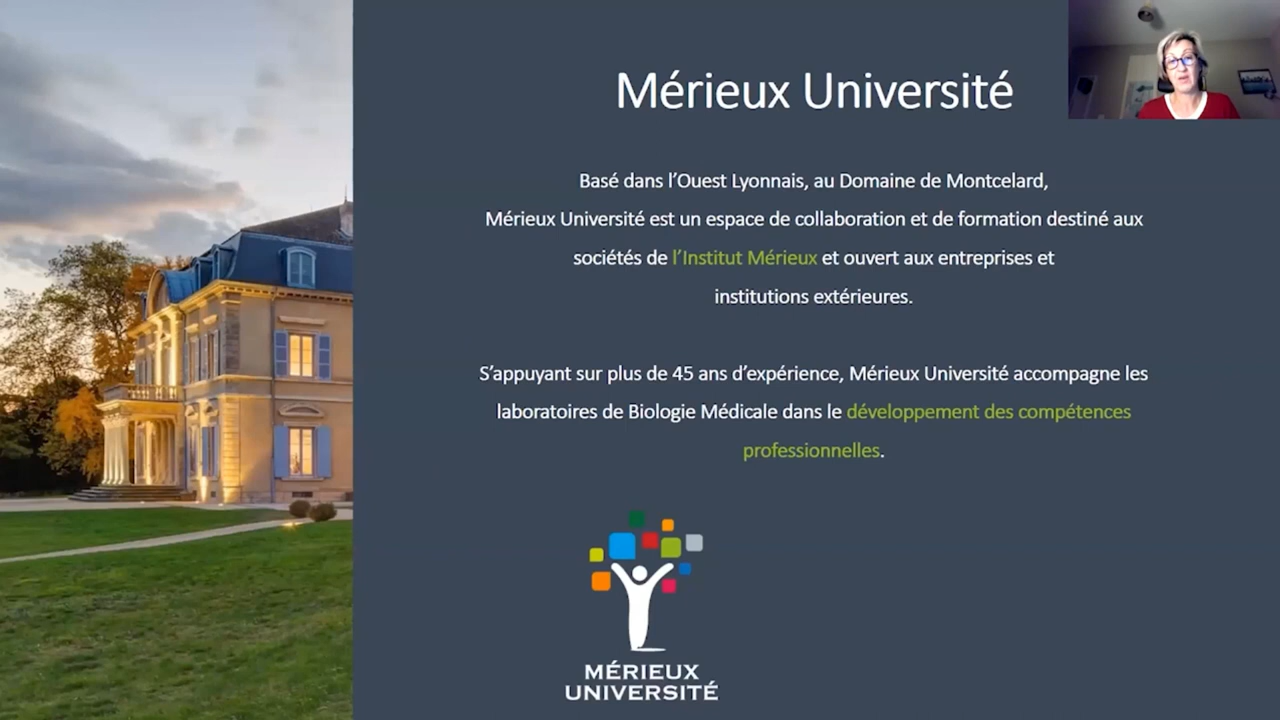 Mérieux Université
Basé dans l’Ouest Lyonnais, au Domaine de Montcelard,
Mérieux Université est un espace de collaboration et de formation destiné aux
sociétés de l’Institut Mérieux et ouvert aux entreprises et
institutions extérieures.
S’appuyant sur plus de 45 ans d’expérience, Mérieux Université accompagne les
laboratoires de Biologie Médicale dans le développement des compétences
professionnelles.
MÉRIEUX
UNIVERSITÉ